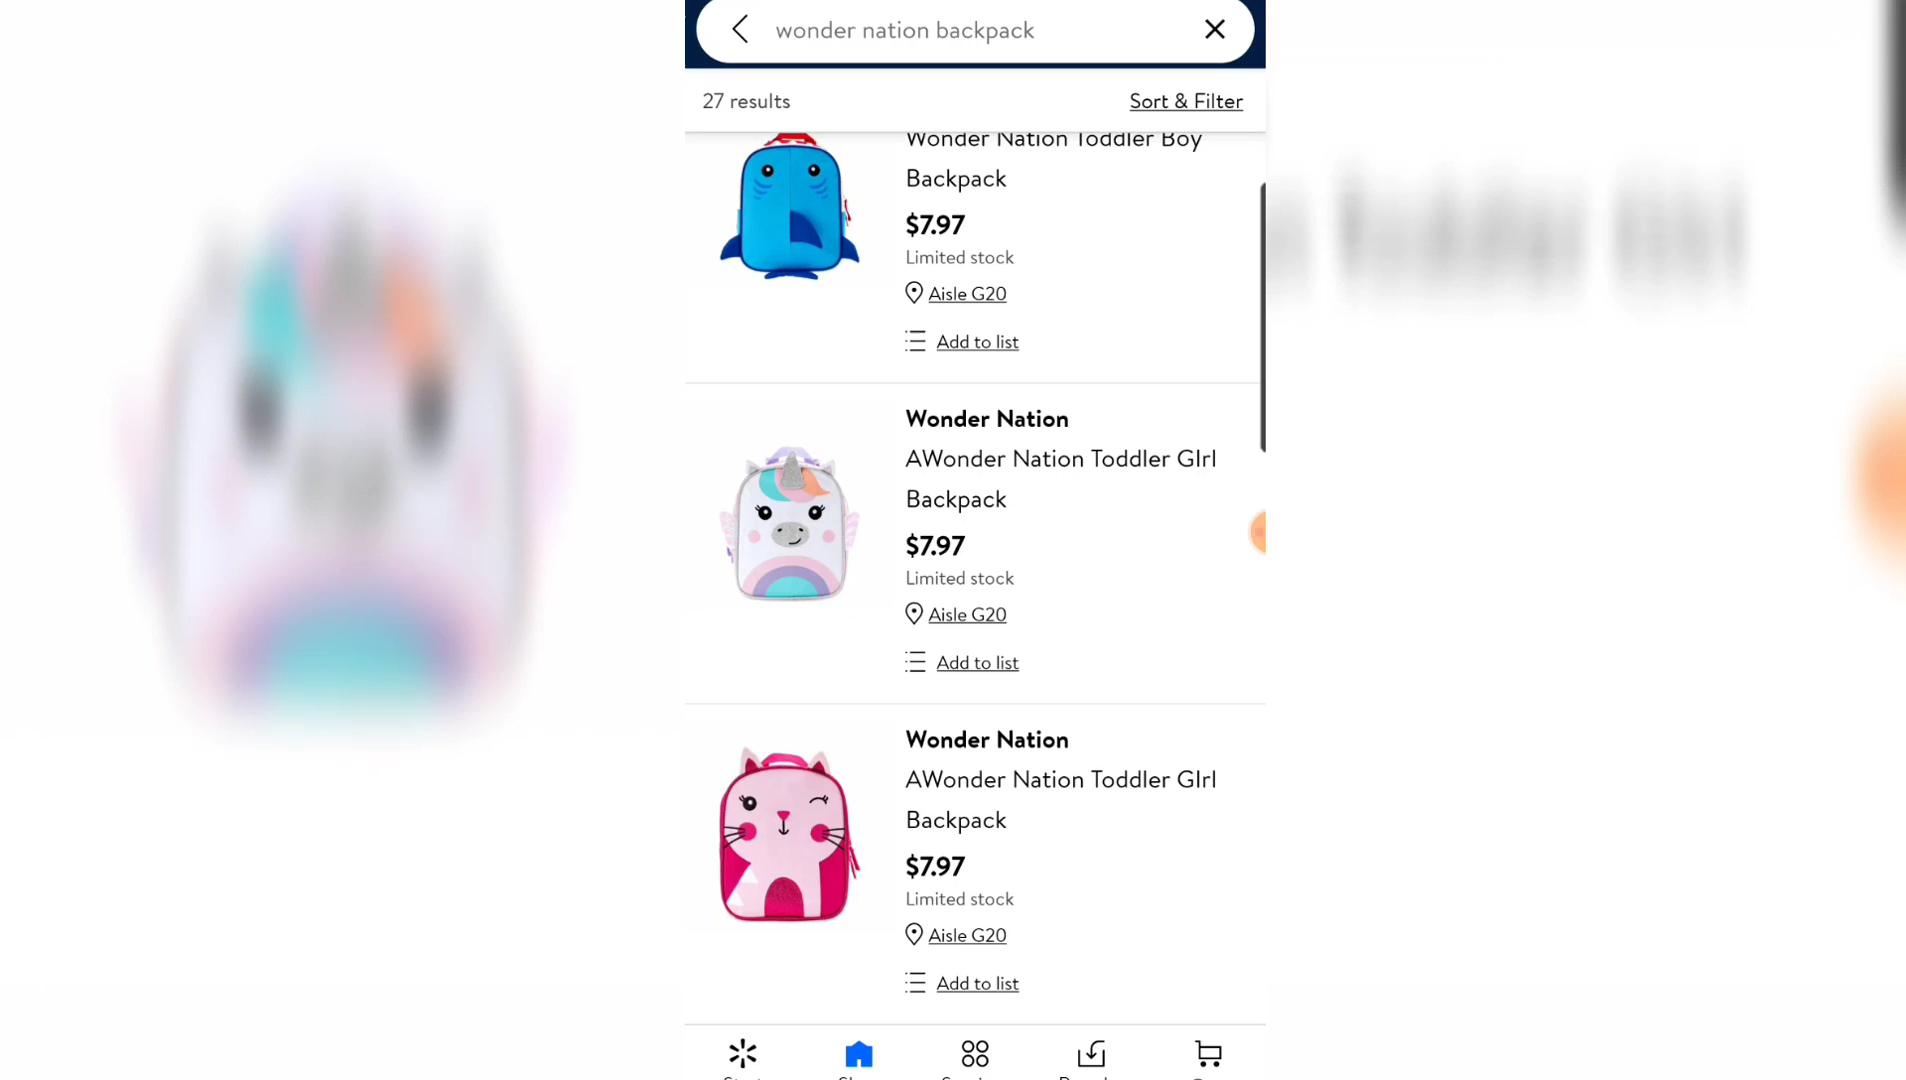 wonder nation backpack
27 results
Sort & Filter
Wonder Nation Toddler Boy
Backpack
$7.97
Limited stock
Aisle G20
Add to list
Wonder Nation
AWonder Nation Toddler GIrl
Backpack
$7.97
Limited stock
Aisle G20
Add to list
Wonder Nation
AWonder Nation Toddler GIrl
Backpack
$7.97
Limited stock
Aisle G20
Add to list